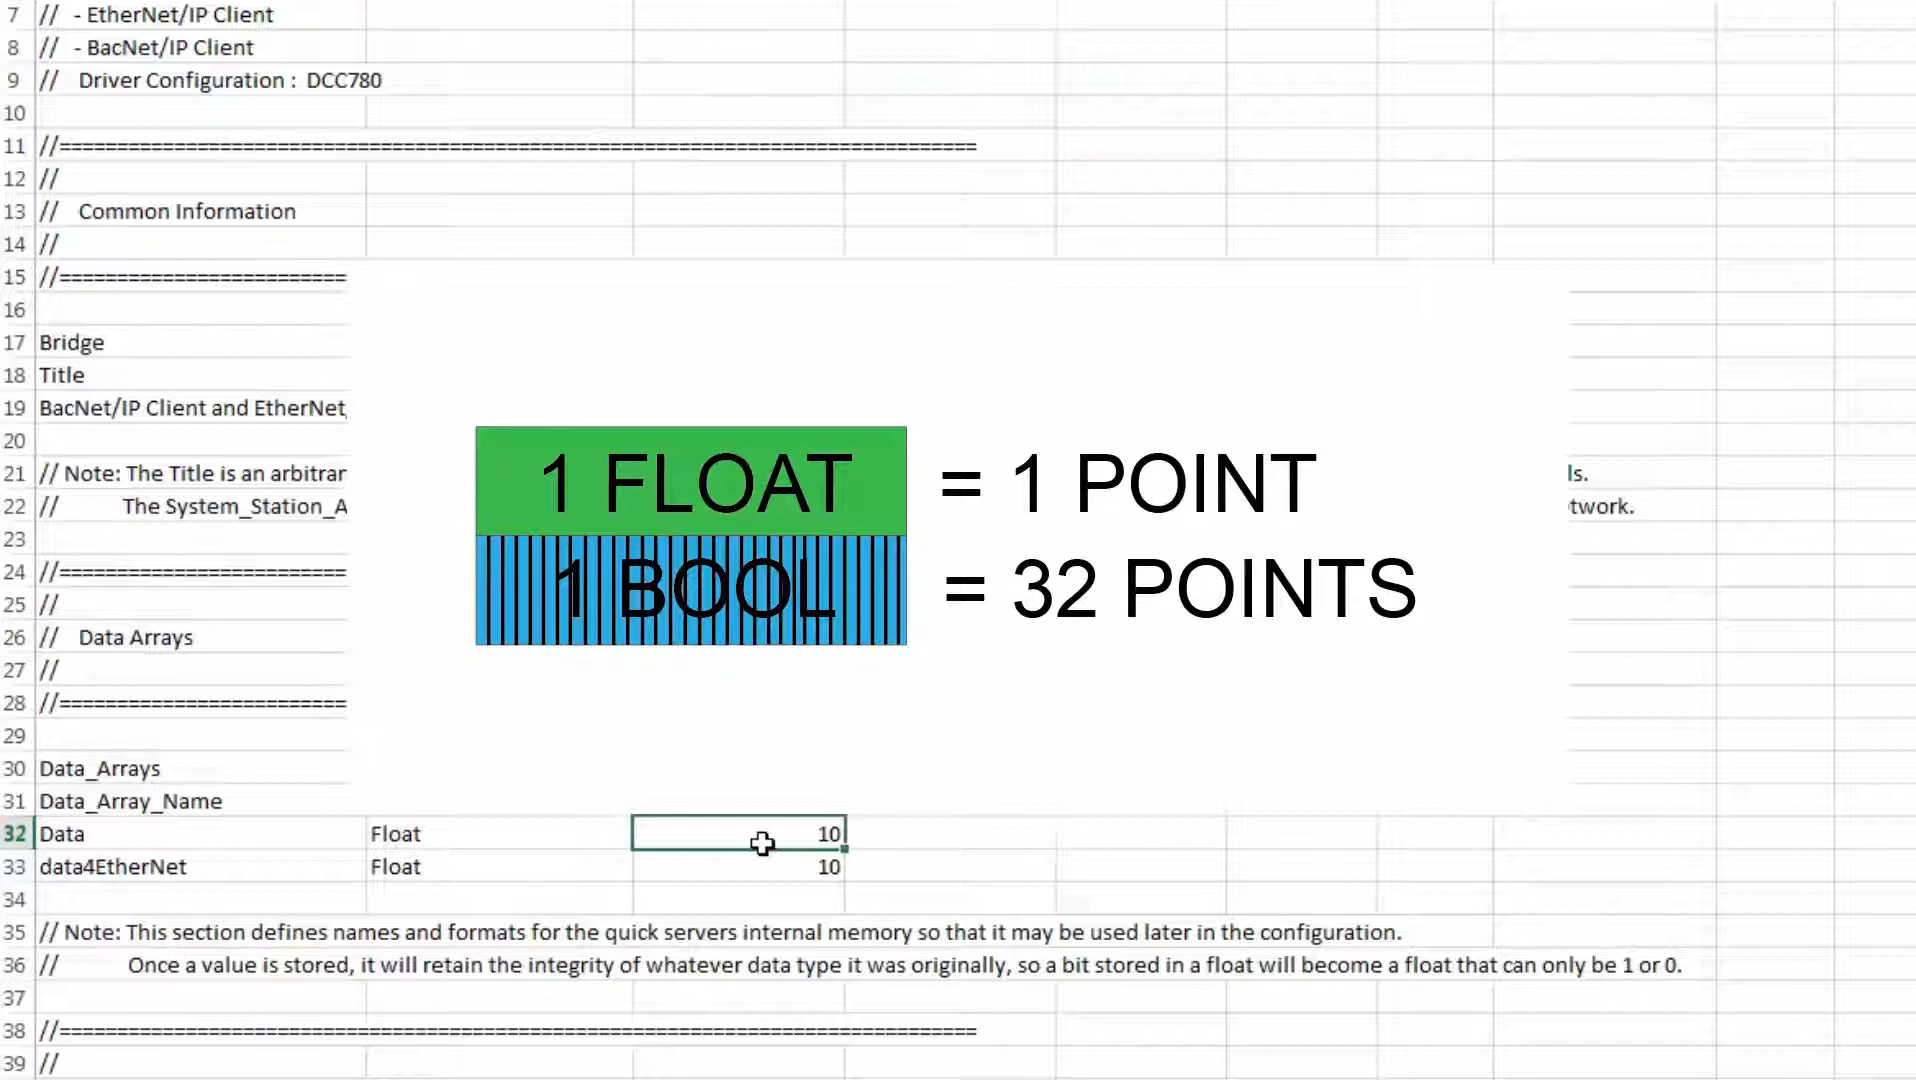 7 // - EtherNet/IP Client
8 // - BacNet/IP Client
9 // Driver Configuration : DCC780
10
11 //================================================================================
12 //
13 // Common Information
14 //
15 //=========================
16
17 Bridge
18 Title
19 BacNet/IP Client and EtherNet
20
21 // Note: The Title is an arbitrar ls.
22 // The System_Station_A twork.
23
1 FLOAT = 1 POINT
1 BOOL = 32 POINTS
24 //=========================
25 //
26 // Data Arrays
27 //
28 //=========================
29
30 Data_Arrays
31 Data_Array_Name
32 Data Float 10
33 data4EtherNet Float 10
34
35 // Note: This section defines names and formats for the quick servers internal memory so that it may be used later in the configuration.
36 // Once a value is stored, it will retain the integrity of whatever data type it was originally, so a bit stored in a float will become a float that can only be 1 or 0.
37
38 //================================================================================
39 //